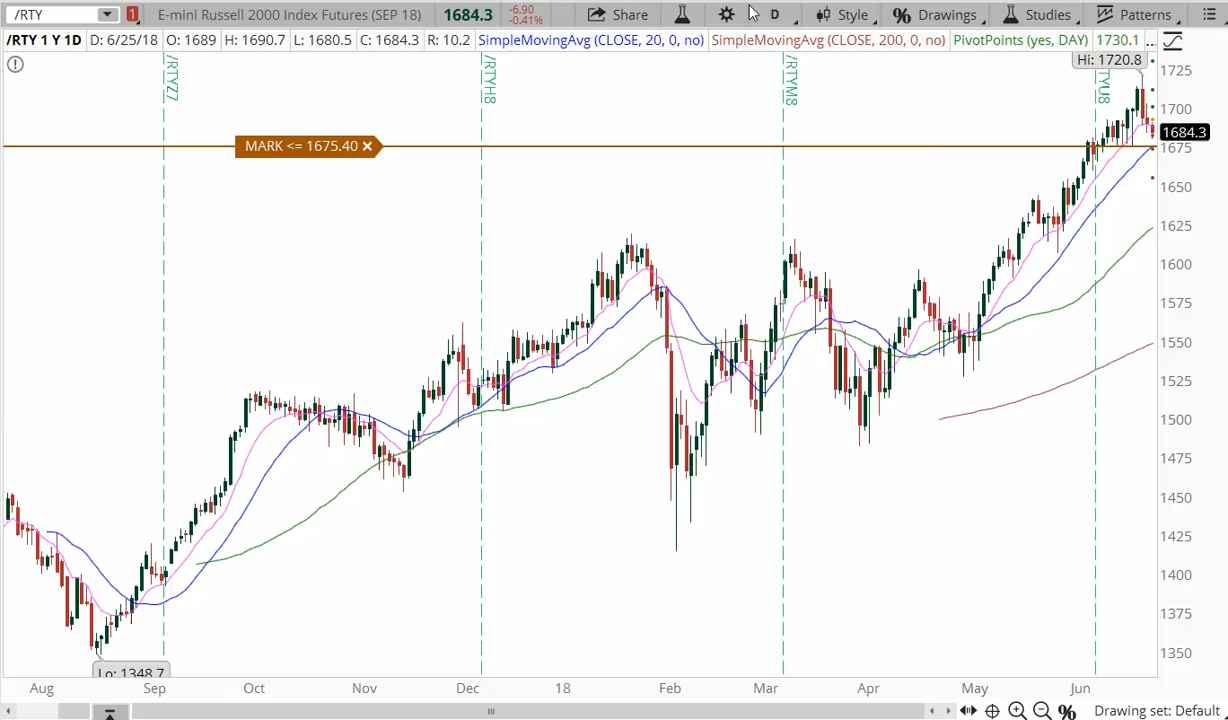 /RTY 1 E-mini Russell 2000 Index Futures (SEP 18) 1684.3 -6.90 -0.41% Share D Style Drawings Studies Patterns
/RTY 1 Y 1D D: 6/25/18 O: 1689 H: 1690.7 L: 1680.5 C: 1684.3 R: 10.2 SimpleMovingAvg (CLOSE, 20, 0, no) SimpleMovingAvg (CLOSE, 200, 0, no) PivotPoints (yes, DAY) 1730.1 ...
Hi: 1720.8
/RTYZ7
/RTYH8
/RTYM8
TYU8
1725
1700
1684.3
MARK <= 1675.40
1675
1650
1625
1600
1575
1550
1525
1500
1475
1450
1425
1400
1375
1350
Lo: 1348.7
Aug Sep Oct Nov Dec 18 Feb Mar Apr May Jun
Drawing set: Default